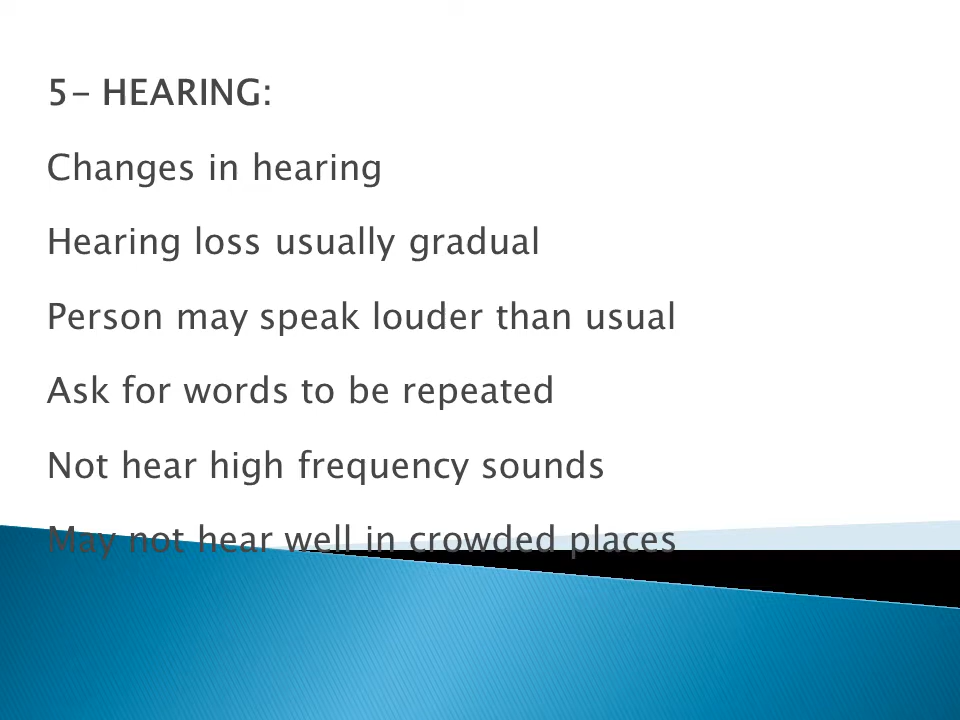 5- HEARING:
Changes in hearing
Hearing loss usually gradual
Person may speak louder than usual
Ask for words to be repeated
Not hear high frequency sounds
May not hear well in crowded places